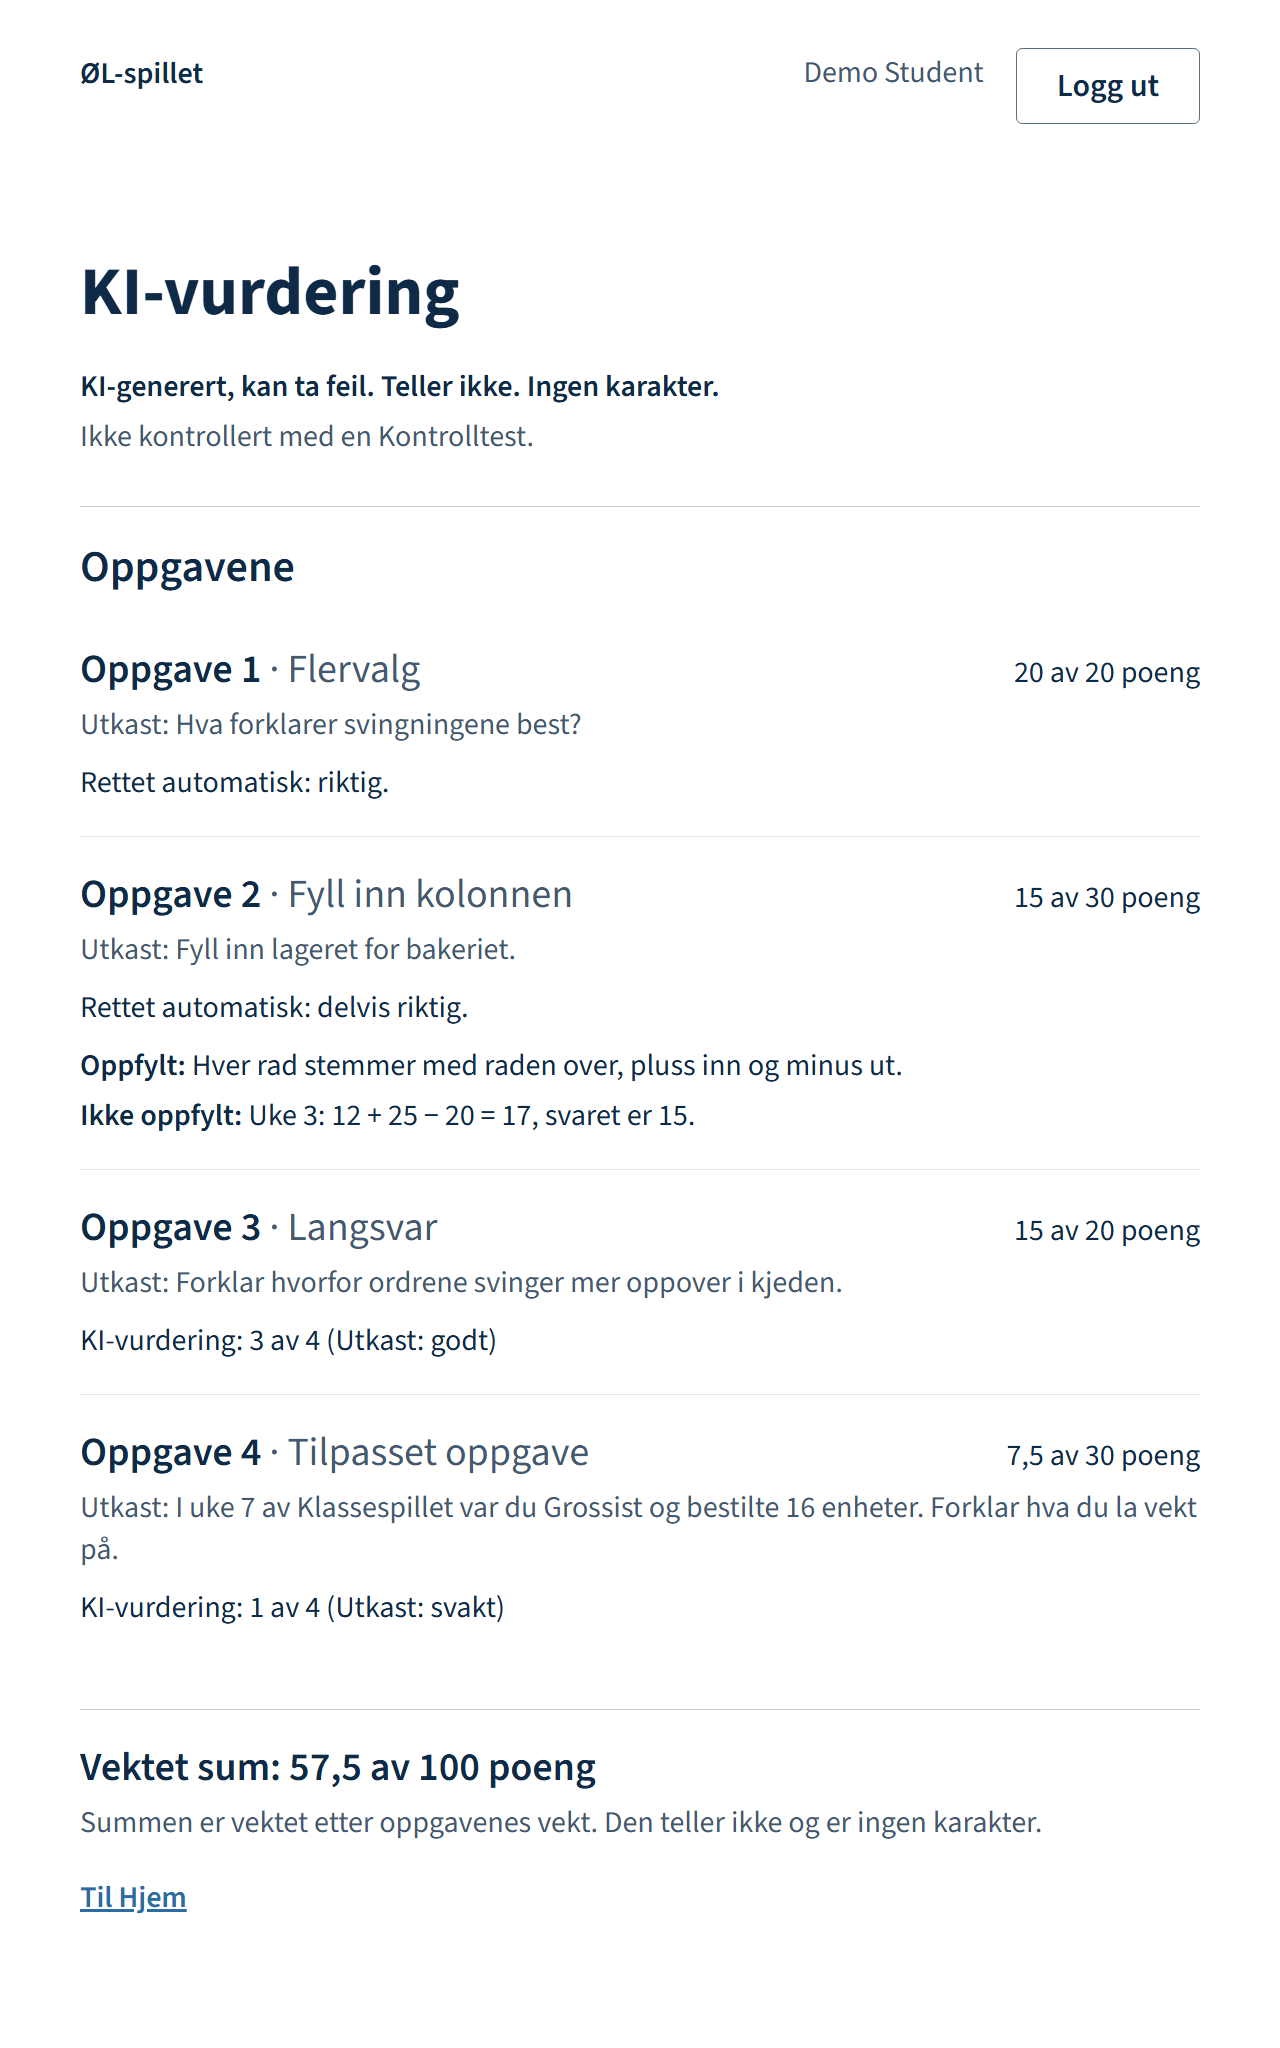 ØL-spillet
Demo Student
Logg ut
KI-vurdering
KI-generert, kan ta feil. Teller ikke. Ingen karakter.
Ikke kontrollert med en Kontrolltest.
Oppgavene
Oppgave 1 · Flervalg
20 av 20 poeng
Utkast: Hva forklarer svingningene best?
Rettet automatisk: riktig.
Oppgave 2 · Fyll inn kolonnen
15 av 30 poeng
Utkast: Fyll inn lageret for bakeriet.
Rettet automatisk: delvis riktig.
Oppfylt: Hver rad stemmer med raden over, pluss inn og minus ut.
Ikke oppfylt: Uke 3: 12 + 25 − 20 = 17, svaret er 15.
Oppgave 3 · Langsvar
15 av 20 poeng
Utkast: Forklar hvorfor ordrene svinger mer oppover i kjeden.
KI-vurdering: 3 av 4 (Utkast: godt)
Oppgave 4 · Tilpasset oppgave
7,5 av 30 poeng
Utkast: I uke 7 av Klassespillet var du Grossist og bestilte 16 enheter. Forklar hva du la vekt
på.
KI-vurdering: 1 av 4 (Utkast: svakt)
Vektet sum: 57,5 av 100 poeng
Summen er vektet etter oppgavenes vekt. Den teller ikke og er ingen karakter.
Til Hjem